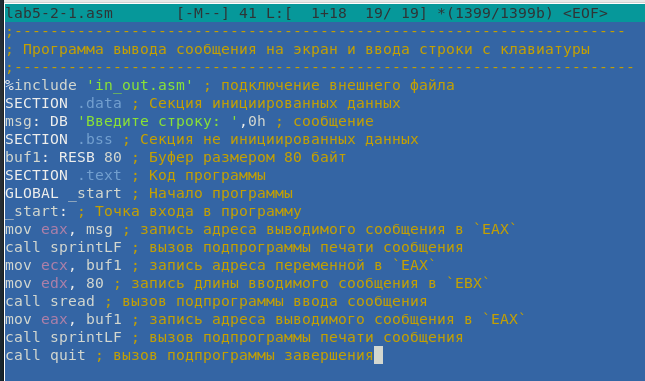 lab5-2-1.asm [-M--] 41 L:[ 1+18 19/ 19] *(1399/1399b) <EOF>
;--------------------------------------------------------------------
; Программа вывода сообщения на экран и ввода строки с клавиатуры
;---------------------------------------------------------------------
%include 'in_out.asm' ; подключение внешнего файла
SECTION .data ; Секция инициированных данных
msg: DB 'Введите строку: ',0h ; сообщение
SECTION .bss ; Секция не инициированных данных
buf1: RESB 80 ; Буфер размером 80 байт
SECTION .text ; Код программы
GLOBAL _start ; Начало программы
_start: ; Точка входа в программу
mov eax, msg ; запись адреса выводимого сообщения в `EAX`
call sprintLF ; вызов подпрограммы печати сообщения
mov ecx, buf1 ; запись адреса переменной в `EAX`
mov edx, 80 ; запись длины вводимого сообщения в `EBX`
call sread ; вызов подпрограммы ввода сообщения
mov eax, buf1 ; запись адреса выводимого сообщения в `EAX`
call sprintLF ; вызов подпрограммы печати сообщения
call quit ; вызов подпрограммы завершения